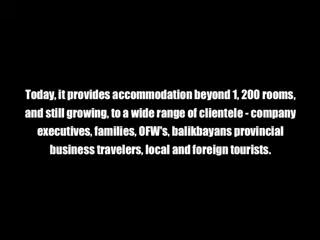 Today, it provides accommodation beyond 1, 200 rooms,
and still growing, to a wide range of clientele - company
executives, families, OFW's, balikbayans provincial
business travelers, local and foreign tourists.